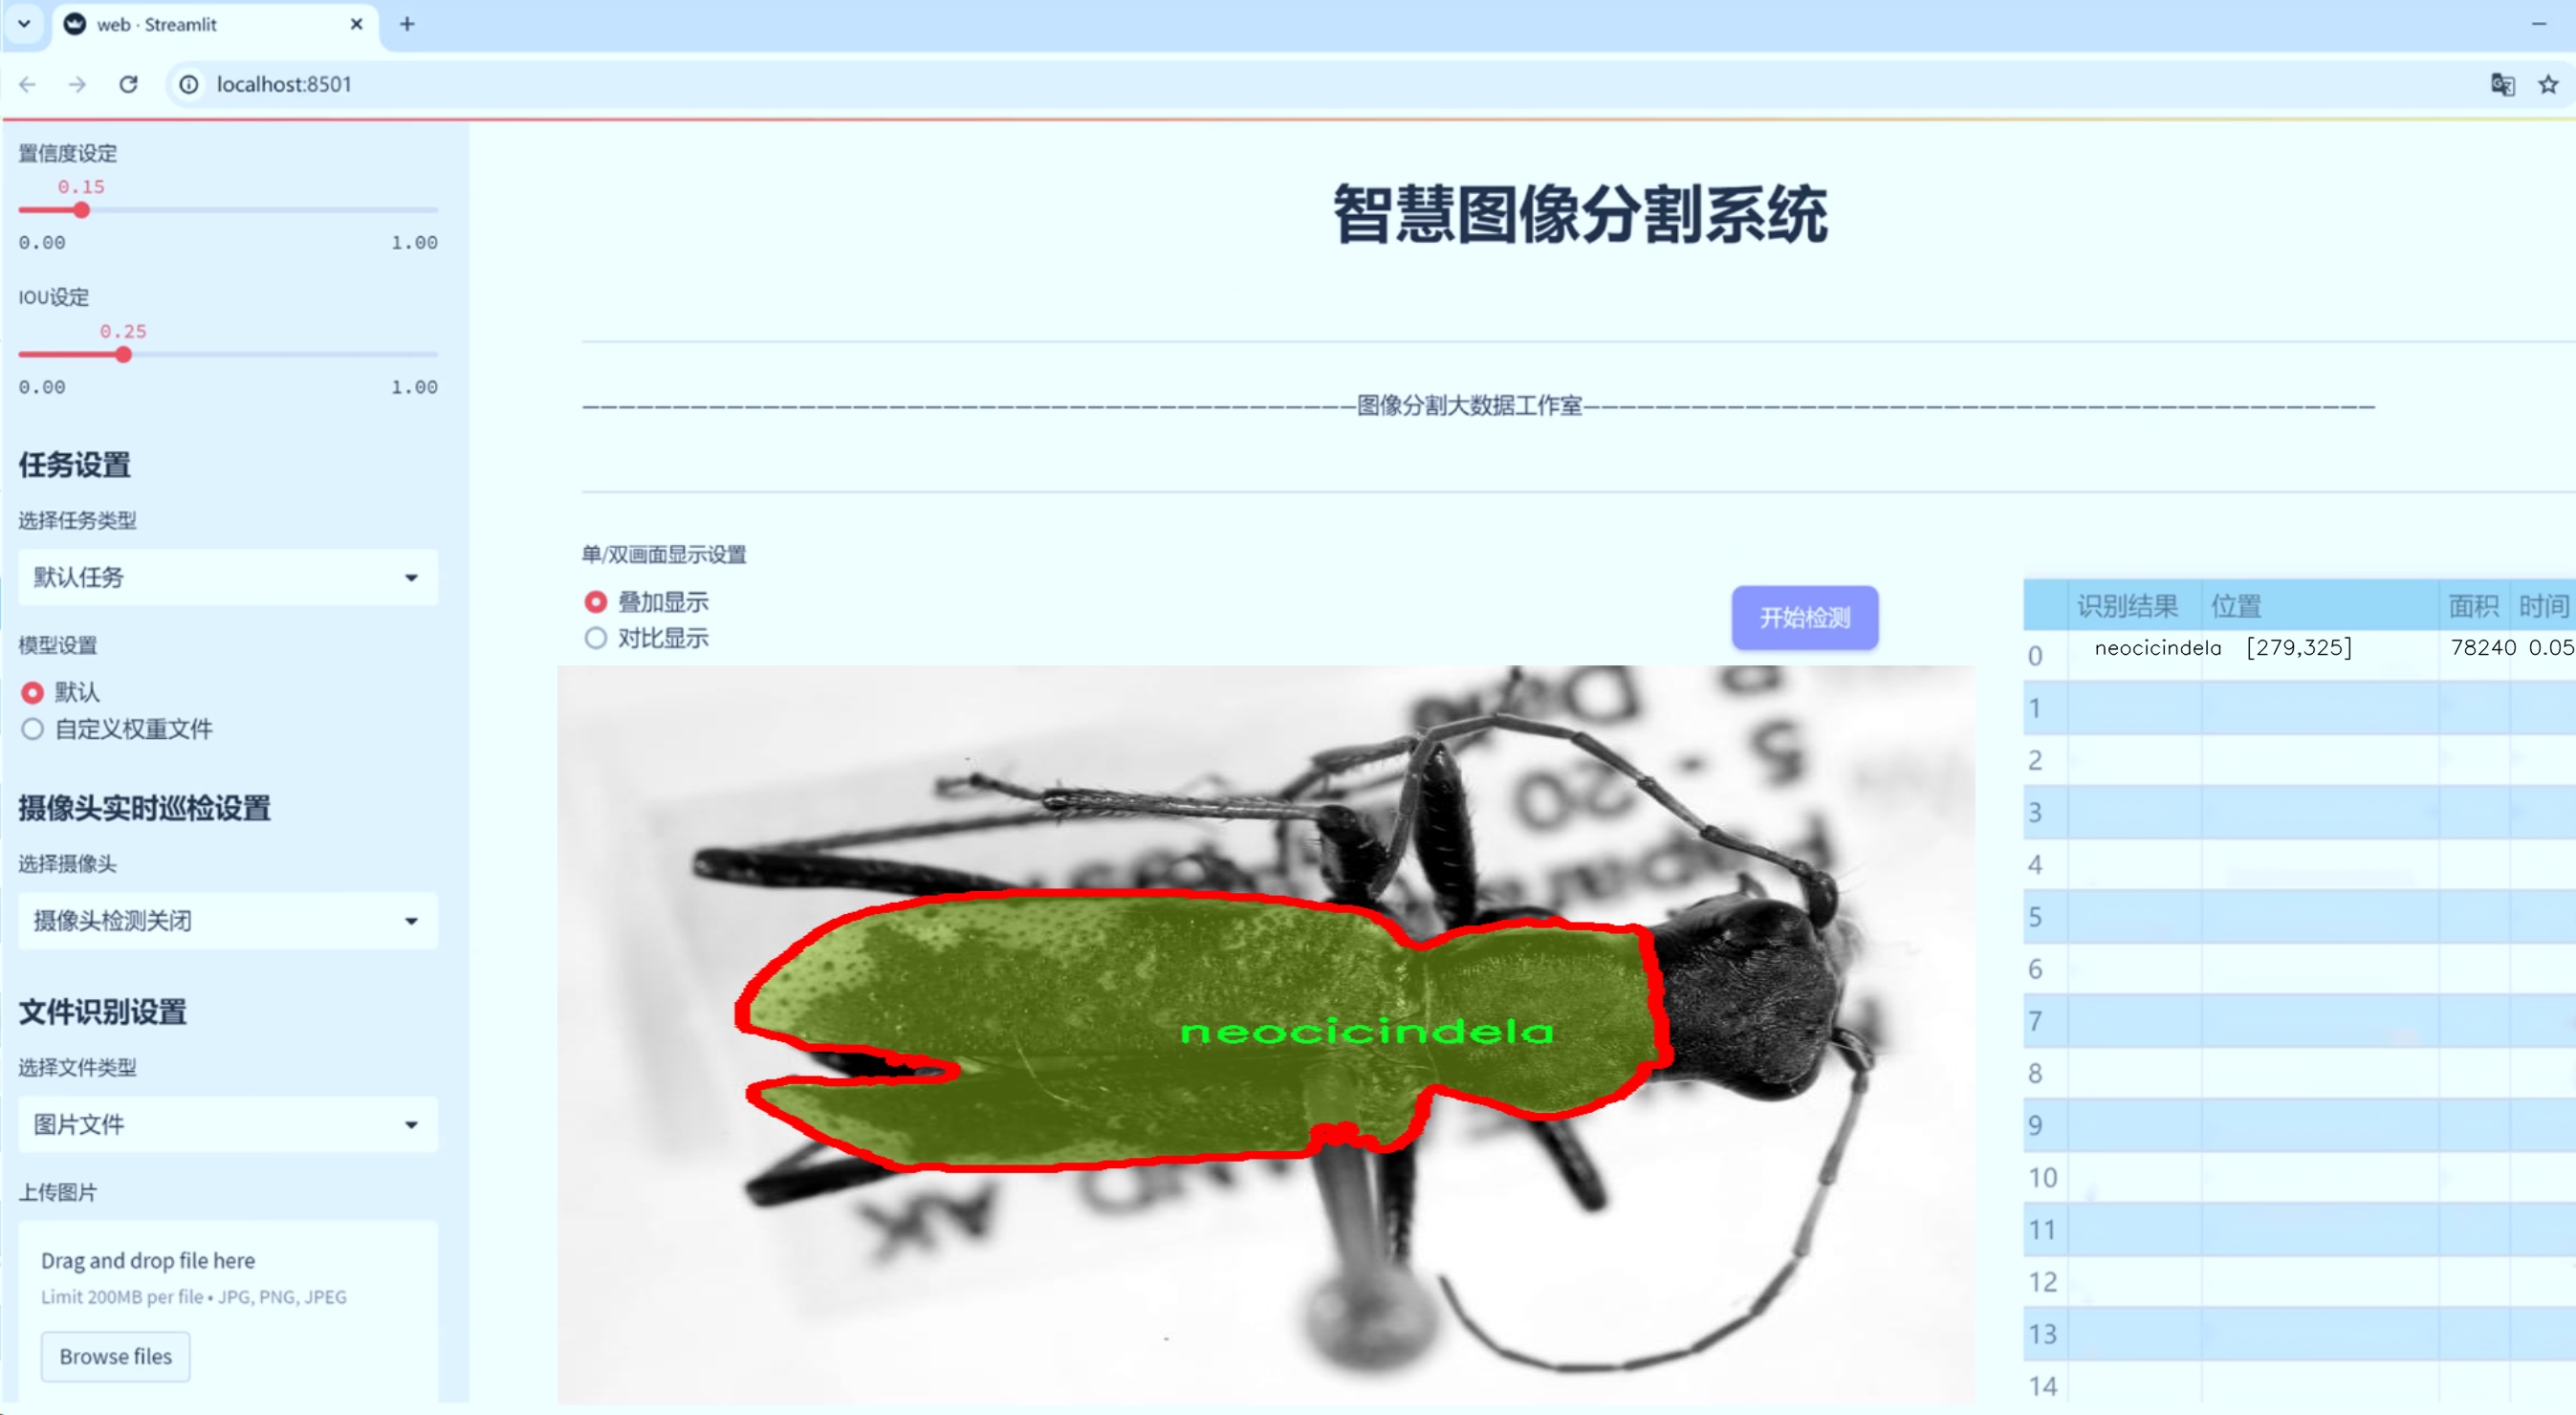 web · Streamlit
localhost:8501
置信度设定
0.15
0.00 1.00
IOU设定
0.25
0.00 1.00
任务设置
选择任务类型
默认任务
模型设置
默认
自定义权重文件
摄像头实时巡检设置
选择摄像头
摄像头检测关闭
文件识别设置
选择文件类型
图片文件
上传图片
Drag and drop file here
Limit 200MB per file • JPG, PNG, JPEG
Browse files
智慧图像分割系统
图像分割大数据工作室
单/双画面显示设置
叠加显示
对比显示
开始检测
neocicindela
识别结果 位置 面积 时间
0 neocicindela [279,325] 78240 0.05
1
2
3
4
5
6
7
8
9
10
11
12
13
14